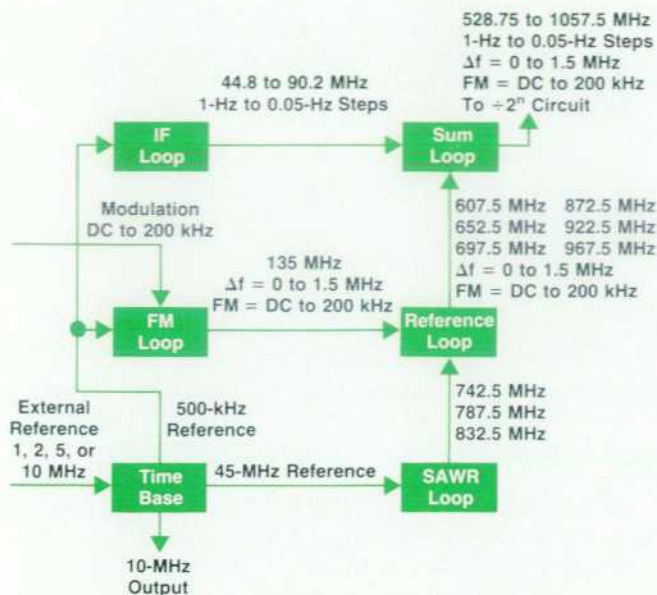 528.75 to 1057.5 MHz
1-Hz to 0.05-Hz Steps
Δf = 0 to 1.5 MHz
FM = DC to 200 kHz
To ÷2ⁿ Circuit
44.8 to 90.2 MHz
1-Hz to 0.05-Hz Steps
IF
Loop
Sum
Loop
Modulation
DC to 200 kHz
607.5 MHz 872.5 MHz
652.5 MHz 922.5 MHz
697.5 MHz 967.5 MHz
Δf = 0 to 1.5 MHz
FM = DC to 200 kHz
135 MHz
Δf = 0 to 1.5 MHz
FM = DC to 200 kHz
FM
Loop
Reference
Loop
742.5 MHz
787.5 MHz
832.5 MHz
External
Reference
1, 2, 5, or
10 MHz
500-kHz
Reference
Time
Base
45-MHz Reference
SAWR
Loop
10-MHz
Output